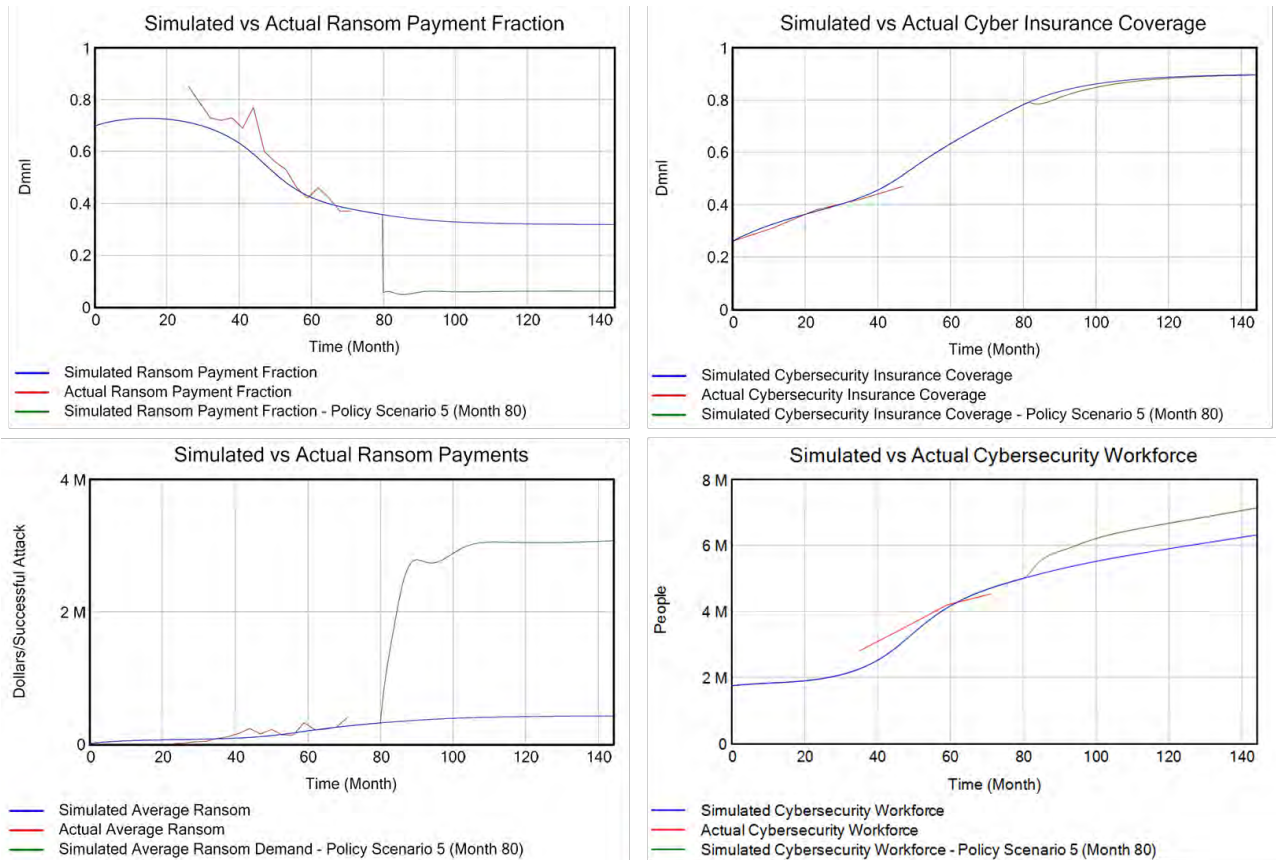 Simulated vs Actual Ransom Payment Fraction
1
0.8
0.6
0.4
0.2
0
Dmnl
0 20 40 60 80 100 120 140
Time (Month)
Simulated Ransom Payment Fraction
Actual Ransom Payment Fraction
Simulated Ransom Payment Fraction - Policy Scenario 5 (Month 80)
Simulated vs Actual Cyber Insurance Coverage
1
0.8
0.6
0.4
0.2
0
Dmnl
0 20 40 60 80 100 120 140
Time (Month)
Simulated Cybersecurity Insurance Coverage
Actual Cybersecurity Insurance Coverage
Simulated Cybersecurity Insurance Coverage - Policy Scenario 5 (Month 80)
Simulated vs Actual Ransom Payments
4 M
2 M
0
Dollars/Successful Attack
0 20 40 60 80 100 120 140
Time (Month)
Simulated Average Ransom
Actual Average Ransom
Simulated Average Ransom Demand - Policy Scenario 5 (Month 80)
Simulated vs Actual Cybersecurity Workforce
8 M
6 M
4 M
2 M
0
People
0 20 40 60 80 100 120 140
Time (Month)
Simulated Cybersecurity Workforce
Actual Cybersecurity Workforce
Simulated Cybersecurity Workforce - Policy Scenario 5 (Month 80)